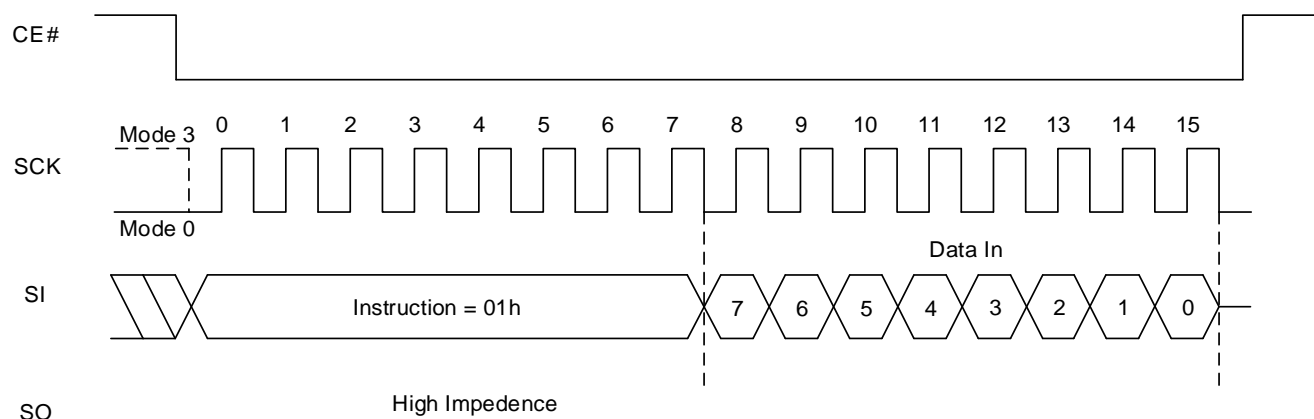 CE#
Mode 3
0 1 2 3 4 5 6 7 8 9 10 11 12 13 14 15
SCK
Mode 0
Data In
SI
Instruction = 01h
7 6 5 4 3 2 1 0
High Impedence
SO